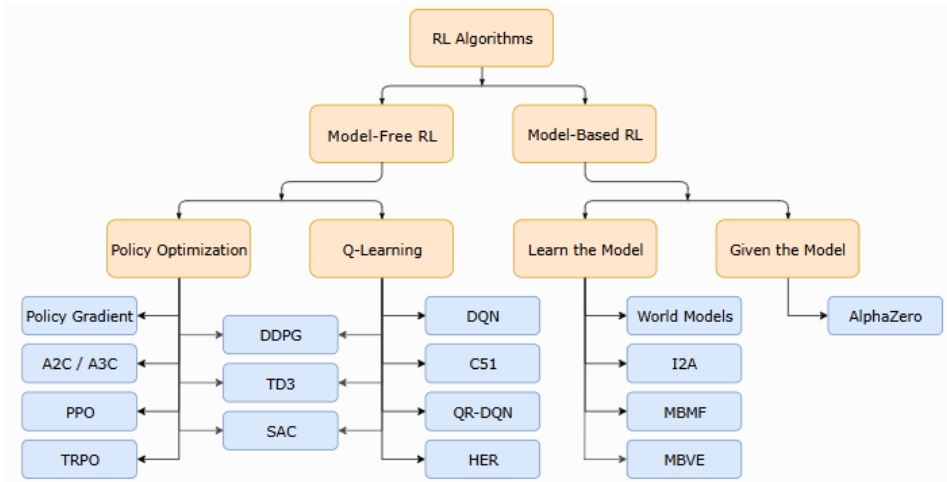 RL Algorithms
Model-Free RL
Model-Based RL
Policy Optimization
Q-Learning
Learn the Model
Given the Model
Policy Gradient
DDPG
DQN
World Models
AlphaZero
A2C / A3C
TD3
C51
I2A
PPO
SAC
QR-DQN
MBMF
TRPO
HER
MBVE